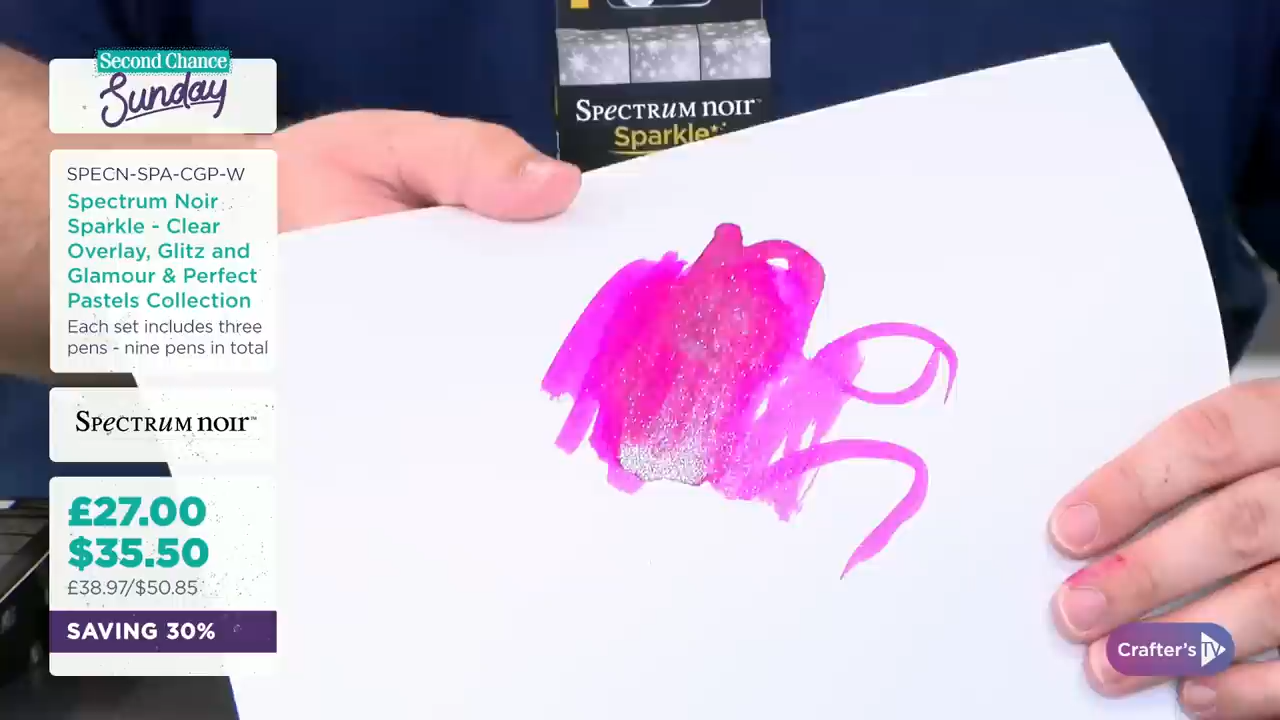 Second Chance
Sunday
SPECN-SPA-CGP-W
Spectrum Noir
Sparkle - Clear
Overlay, Glitz and
Glamour & Perfect
Pastels Collection
Each set includes three
pens - nine pens in total
SPECTRUM NOIR™
£27.00
$35.50
£38.97/$50.85
SAVING 30%
SPECTRUM NOIR™
Sparkle
Crafter's TV